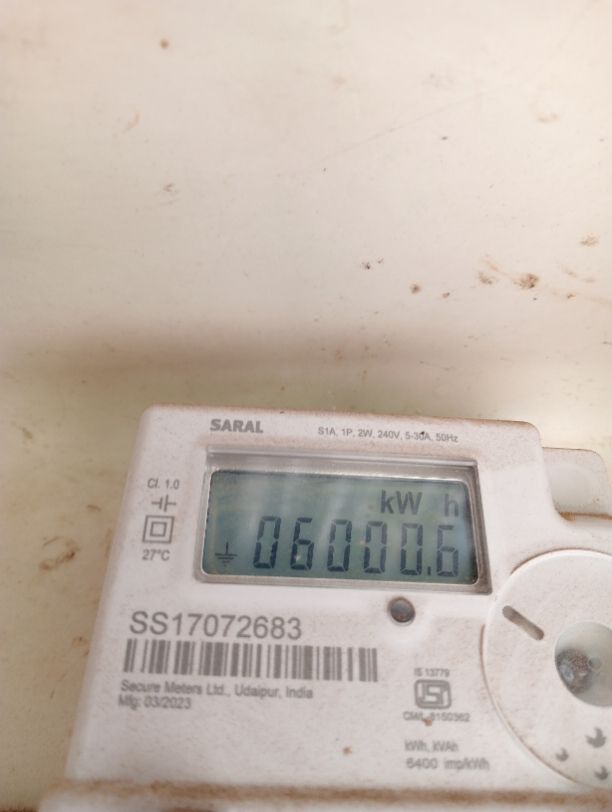 SARAL
S1A, 1P, 2W, 240V, 5-30A, 50Hz
Cl. 1.0
27°C
kW h
06000.6
SS17072683
Secure Meters Ltd., Udaipur, India
Mfg: 03/2023
IS 13779
CM/L
kWh, kVAh
6400 imp/kWh